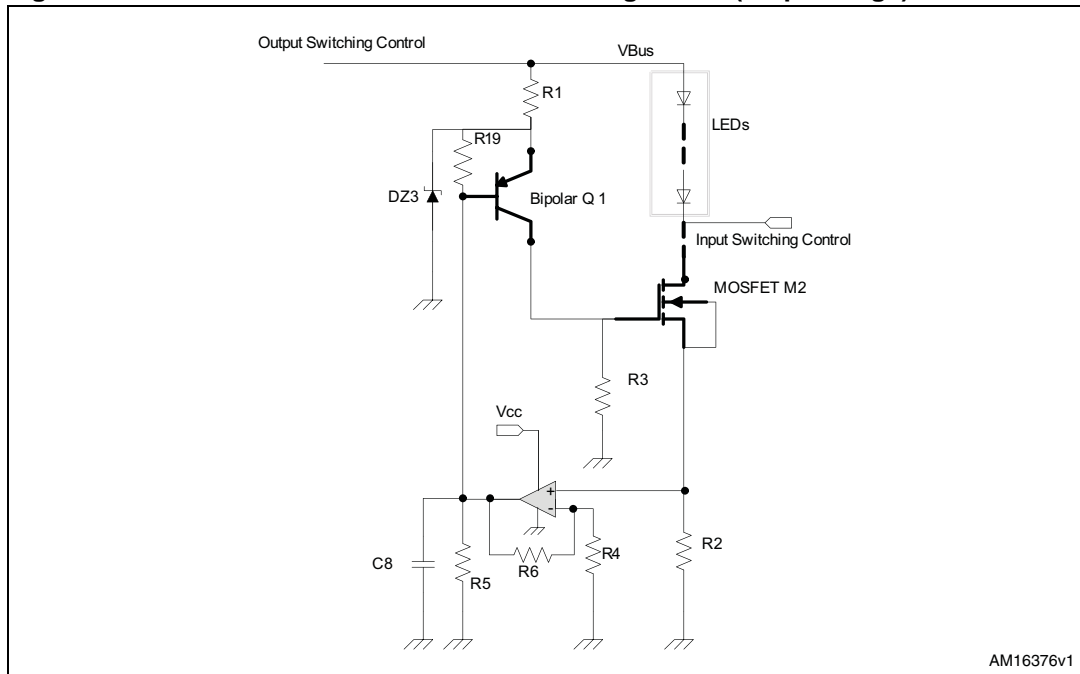 Output Switching Control
VBus
R1
LEDs
R19
DZ3
Bipolar Q 1
Input Switching Control
MOSFET M2
R3
Vcc
+
-
R2
R4
C8
R5
R6
AM16376v1